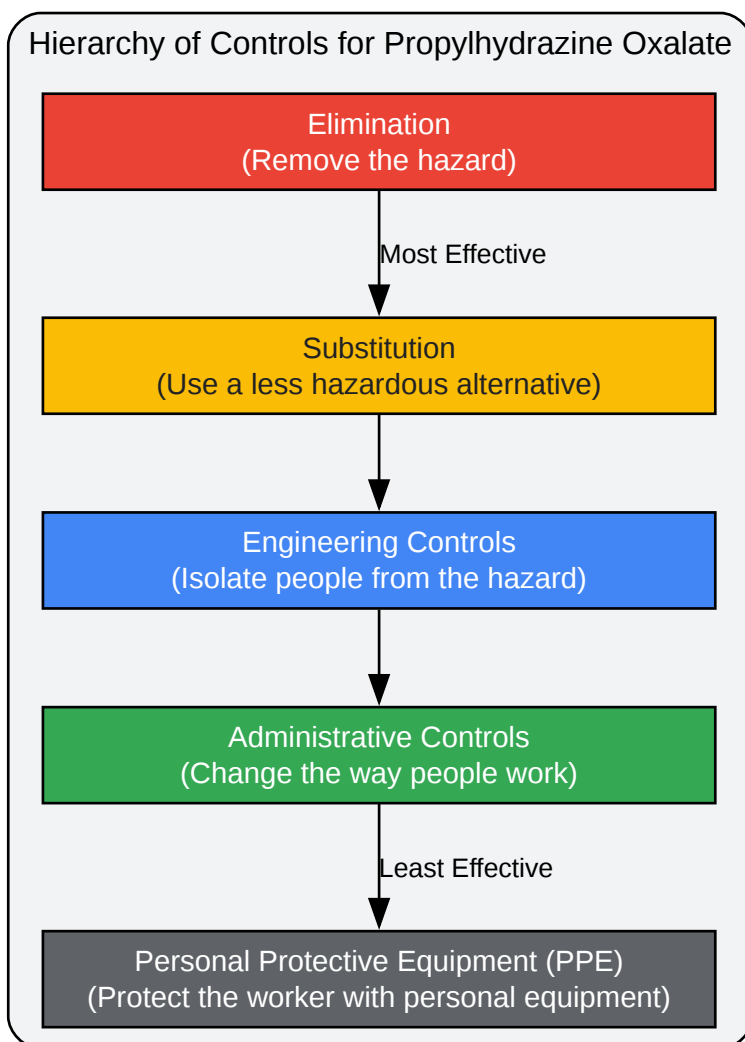 Hierarchy of Controls for Propylhydrazine Oxalate
Elimination
(Remove the hazard)
Most Effective
Substitution
(Use a less hazardous alternative)
Engineering Controls
(Isolate people from the hazard)
Administrative Controls
(Change the way people work)
Least Effective
Personal Protective Equipment (PPE)
(Protect the worker with personal equipment)